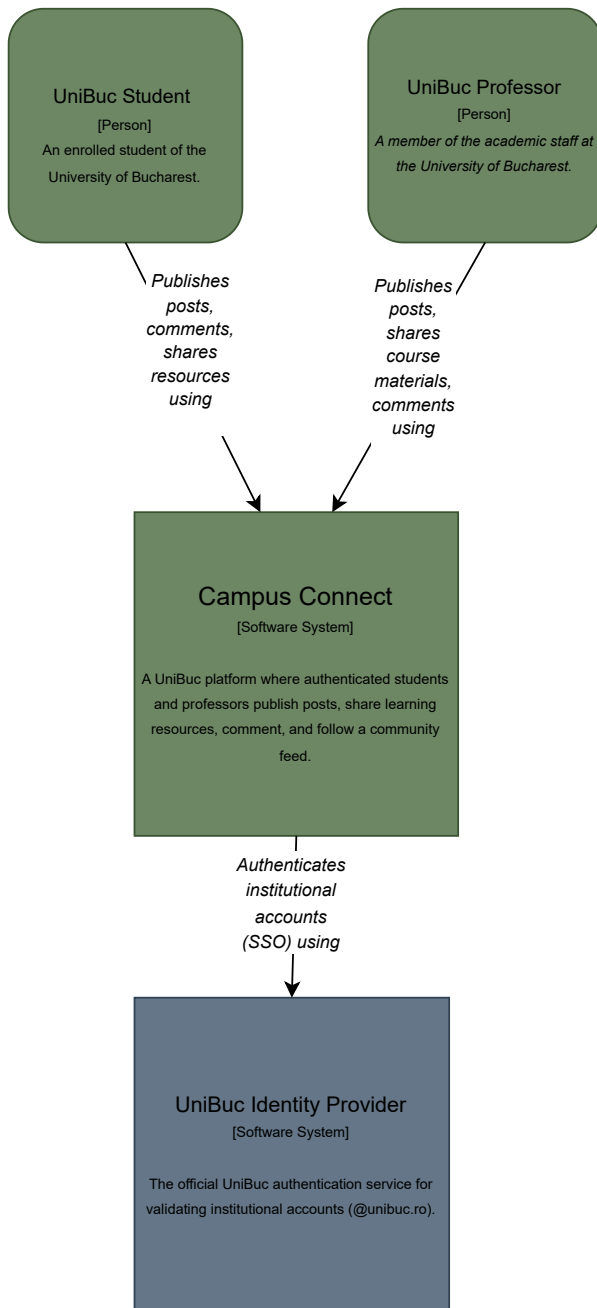 UniBuc Student
[Person]
An enrolled student of the
University of Bucharest.
UniBuc Professor
[Person]
A member of the academic staff at
the University of Bucharest.
Publishes
posts,
comments,
shares
resources
using
Publishes
posts,
shares
course
materials,
comments
using
Campus Connect
[Software System]
A UniBuc platform where authenticated students
and professors publish posts, share learning
resources, comment, and follow a community
feed.
Authenticates
institutional
accounts
(SSO) using
UniBuc Identity Provider
[Software System]
The official UniBuc authentication service for
validating institutional accounts (@unibuc.ro).